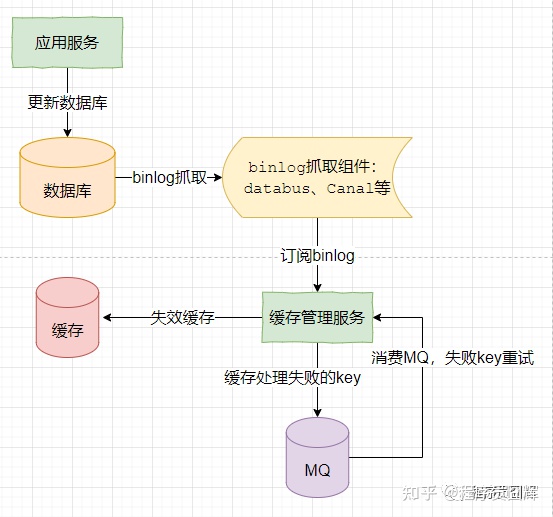 应用服务
更新数据库
数据库
binlog抓取
binlog抓取组件：
databus、Canal等
订阅binlog
缓存
失效缓存
缓存管理服务
消费MQ，失败key重试
缓存处理失败的key
MQ
知乎